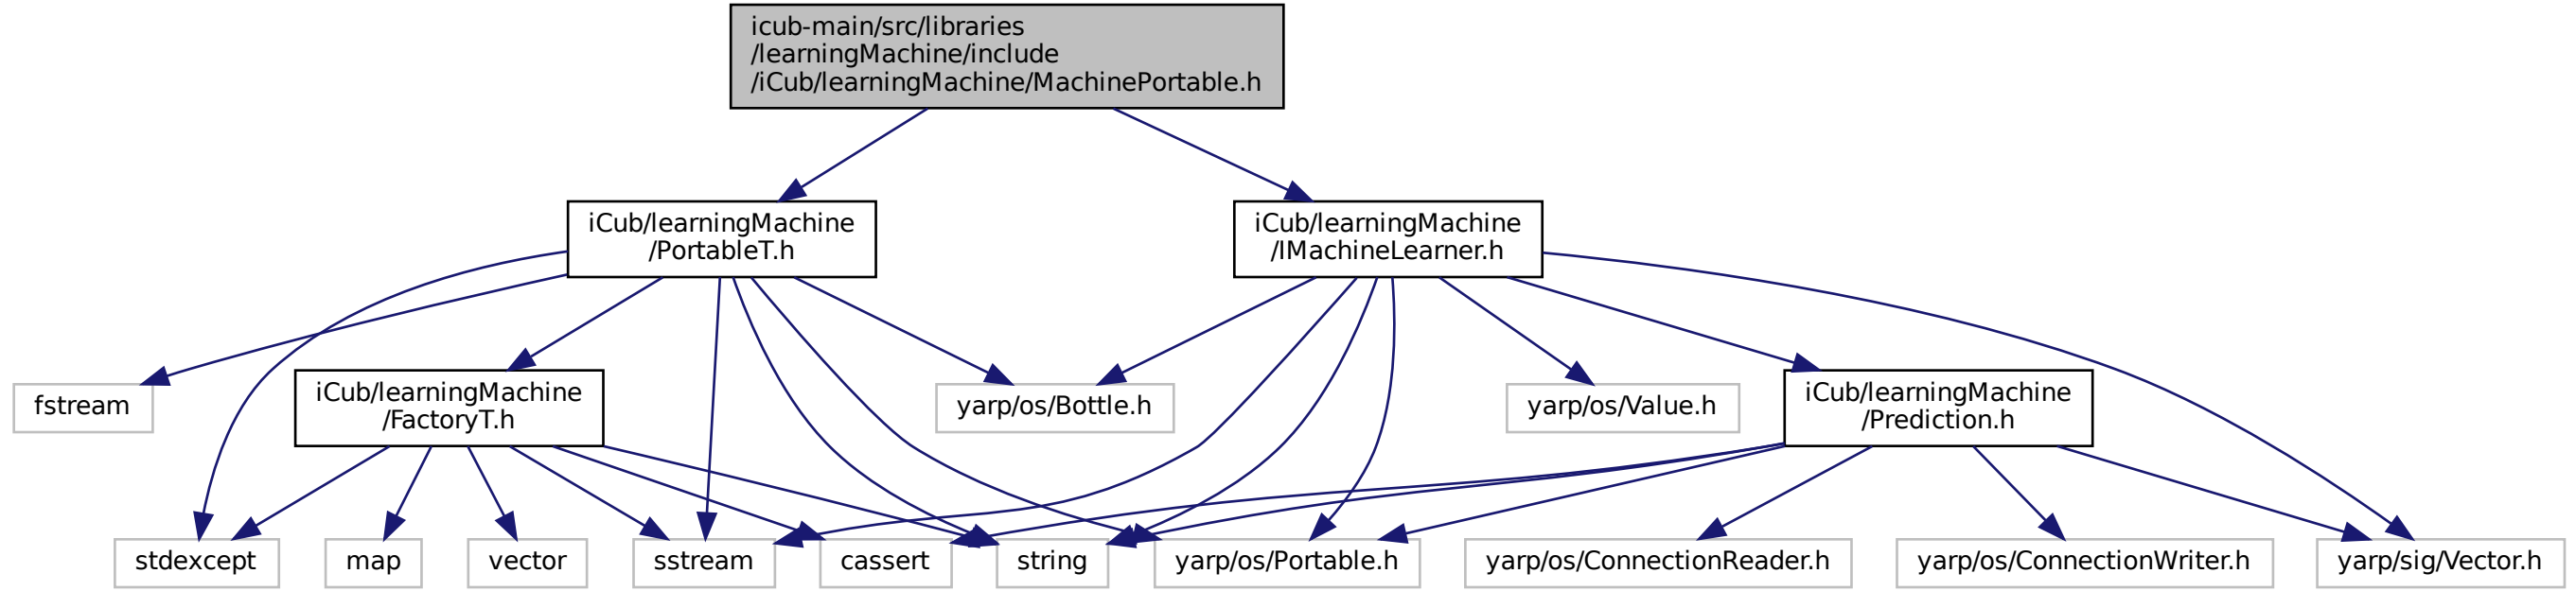 icub-main/src/libraries
/learningMachine/include
/iCub/learningMachine/MachinePortable.h
iCub/learningMachine
/PortableT.h
iCub/learningMachine
/IMachineLearner.h
fstream
iCub/learningMachine
/FactoryT.h
yarp/os/Bottle.h
yarp/os/Value.h
iCub/learningMachine
/Prediction.h
stdexcept
map
vector
sstream
cassert
string
yarp/os/Portable.h
yarp/os/ConnectionReader.h
yarp/os/ConnectionWriter.h
yarp/sig/Vector.h